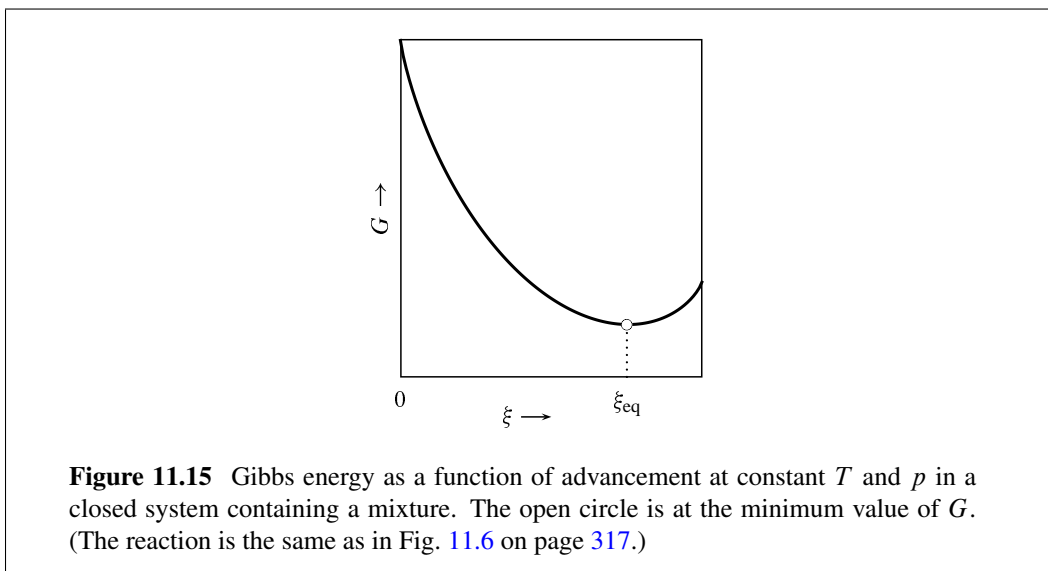 G →
0
ξeq
ξ →
Figure 11.15 Gibbs energy as a function of advancement at constant T and p in a
closed system containing a mixture. The open circle is at the minimum value of G.
(The reaction is the same as in Fig. 11.6 on page 317.)